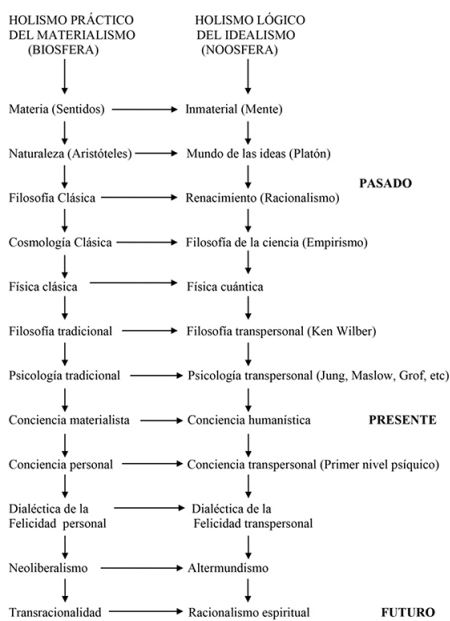 HOLISMO PRÁCTICO
DEL MATERIALISMO
(BIOSFERA)
HOLISMO LÓGICO
DEL IDEALISMO
(NOOSFERA)
Materia (Sentidos)
Inmaterial (Mente)
Naturaleza (Aristóteles)
Mundo de las ideas (Platón)
PASADO
Filosofía Clásica
Renacimiento (Racionalismo)
Cosmología Clásica
Filosofía de la ciencia (Empirismo)
Física clásica
Física cuántica
Filosofía tradicional
Filosofía transpersonal (Ken Wilber)
Psicología tradicional
Psicología transpersonal (Jung, Maslow, Grof, etc)
Conciencia materialista
Conciencia humanística
PRESENTE
Conciencia personal
Conciencia transpersonal (Primer nivel psíquico)
Dialéctica de la
Felicidad personal
Dialéctica de la
Felicidad transpersonal
Neoliberalismo
Altermundismo
Transracionalidad
Racionalismo espiritual
FUTURO